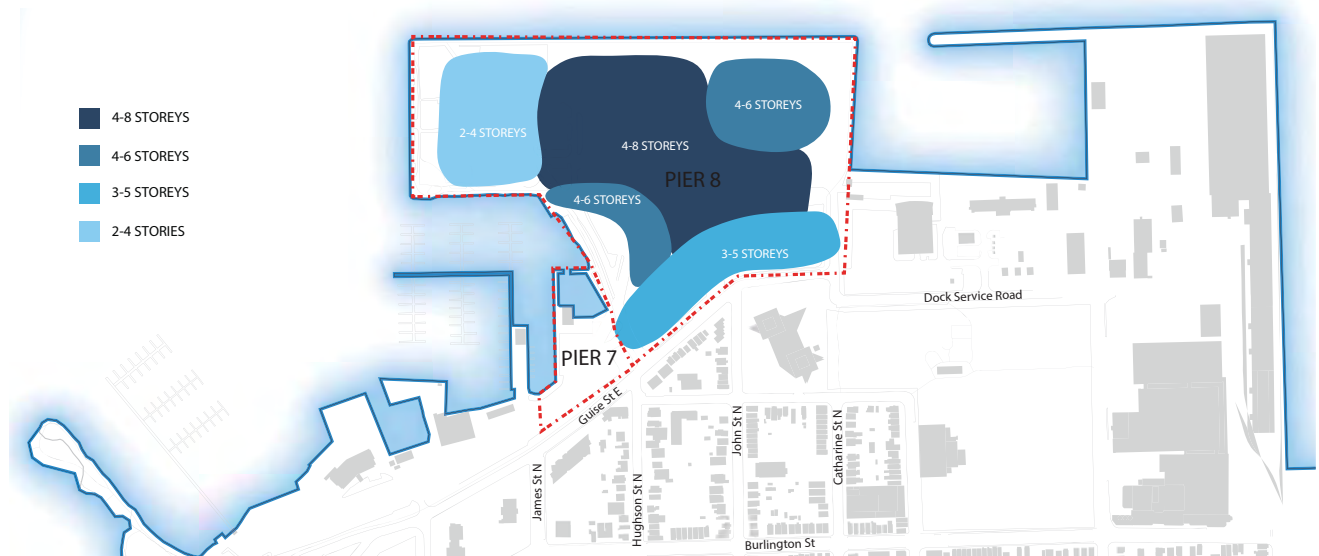 4-8 STOREYS
4-6 STOREYS
3-5 STOREYS
2-4 STORIES
2-4 STOREYS
4-8 STOREYS
4-6 STOREYS
PIER 8
4-6 STOREYS
3-5 STOREYS
PIER 7
Dock Service Road
Guise St E
James St N
Hughson St N
John St N
Catharine St N
Burlington St